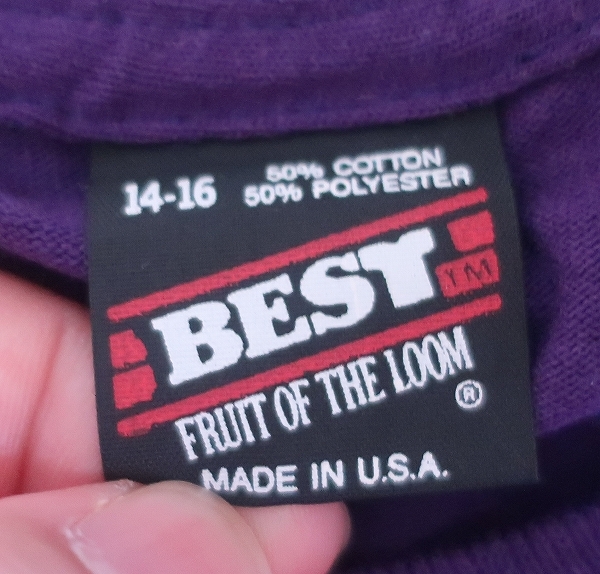 14-16
50% COTTON
50% POLYESTER
BEST
TM
FRUIT OF THE LOOM
®
MADE IN U.S.A.